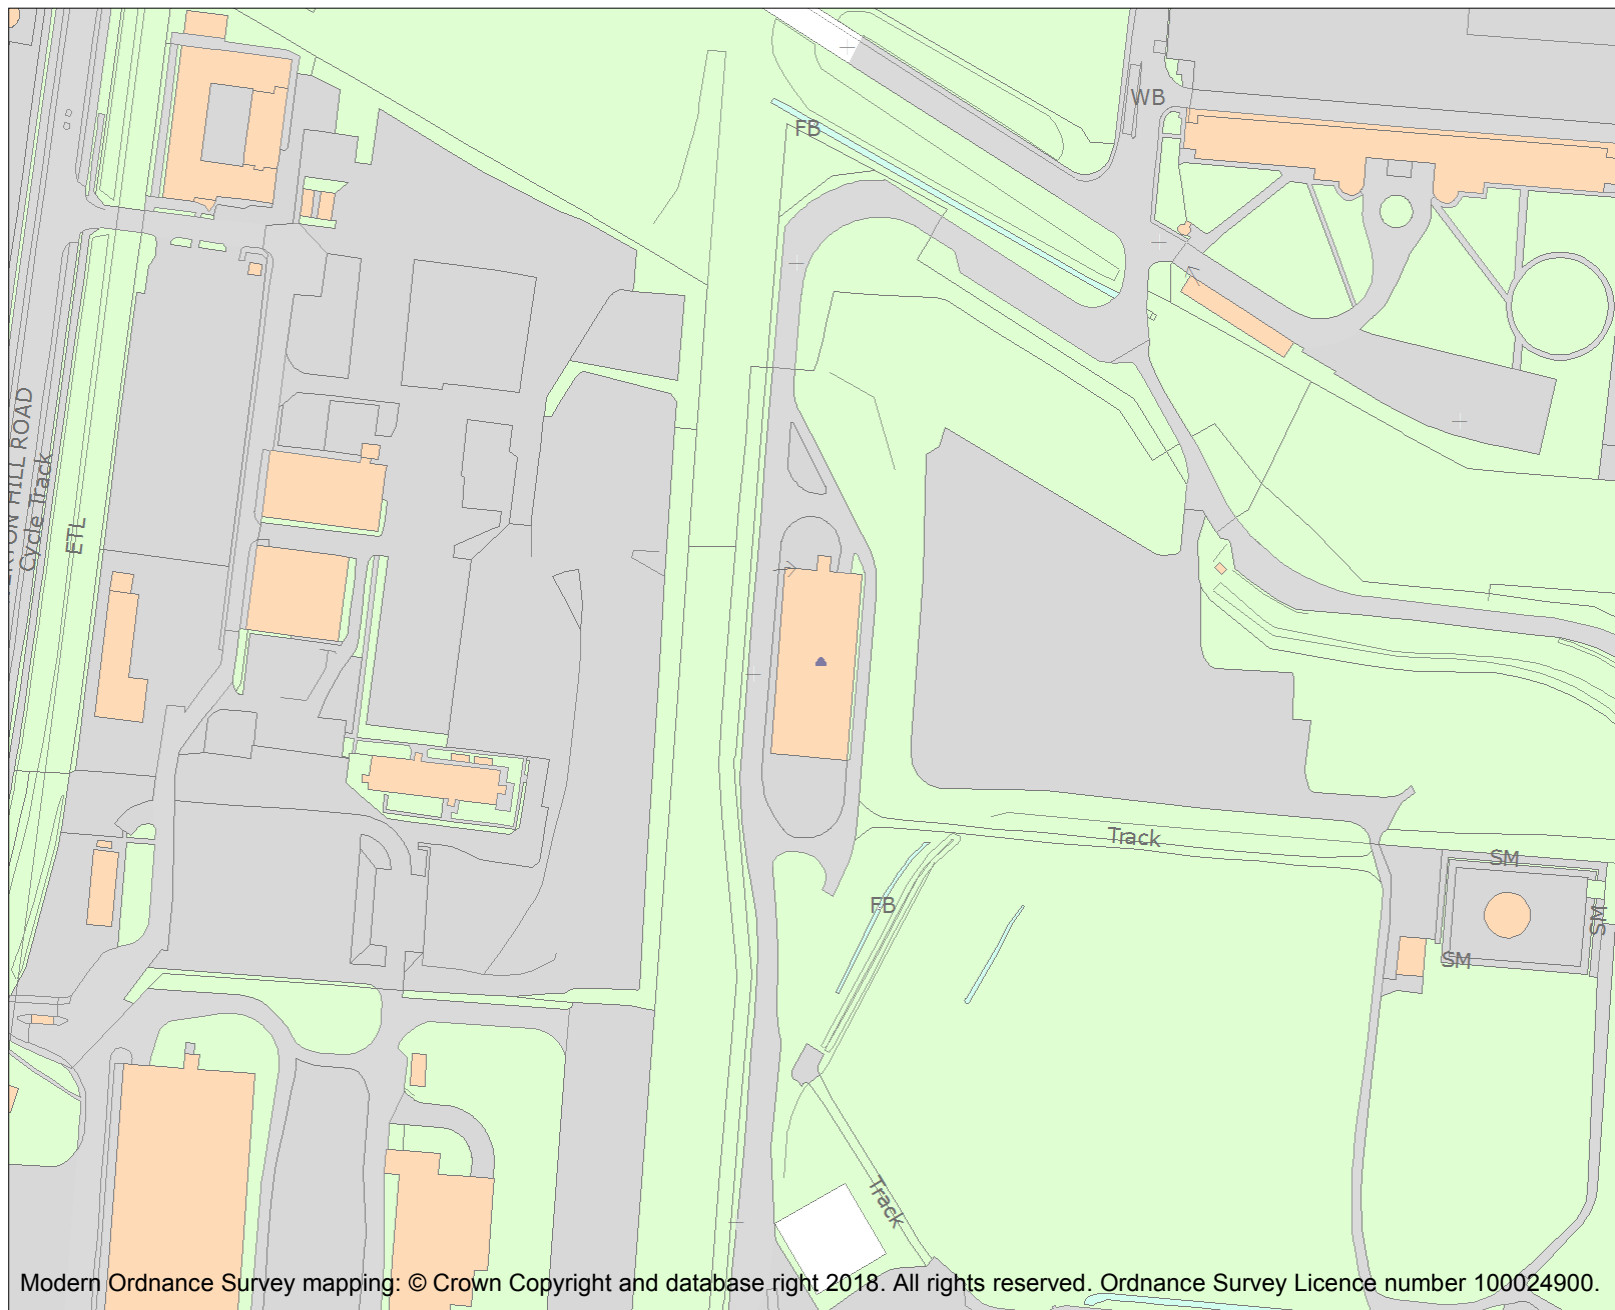 WB
FB
HILL ROAD
Cycle Track
ETL
Track
SM
SM
FB
SM
Track
Modern Ordnance Survey mapping: © Crown Copyright and database right 2018. All rights reserved. Ordnance Survey Licence number 100024900.